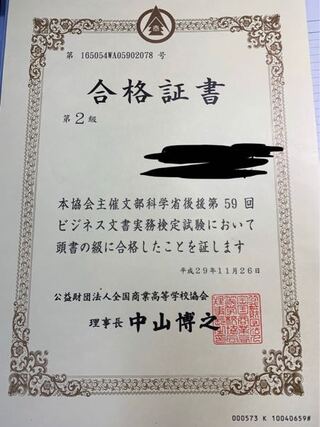 第 165054WA05902078 号
合格証書
第2級
本協会主催文部科学省後援第59回
ビジネス文書実務検定試験において
頭書の級に合格したことを証します
平成29年11月26日
公益財団法人全国商業高等学校協会
理事長 中山博之
000573 K 10040659#